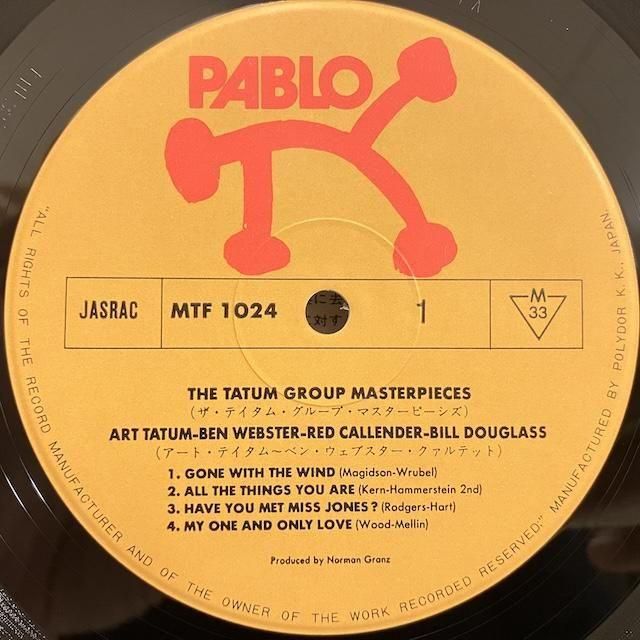 PABLO
JASRAC
MTF 1024
に去
対す
1
M
33
THE TATUM GROUP MASTERPIECES
(ザ・テイタム・グループ・マスターピーシズ)
ART TATUM-BEN WEBSTER-RED CALLENDER-BILL DOUGLASS
(アート・テイタム~ベン・ウェブスター・クァルテット)
1. GONE WITH THE WIND (Magidson-Wrubel)
2. ALL THE THINGS YOU ARE (Kern-Hammerstein 2nd)
3. HAVE YOU MET MISS JONES? (Rodgers-Hart)
4. MY ONE AND ONLY LOVE (Wood-Mellin)
Produced by Norman Granz
"ALL RIGHTS OF THE RECORD MANUFACTURER AND OF THE OWNER OF THE WORK RECORDED RESERVED." MANUFACTURED BY POLYDOR K. K., JAPAN.